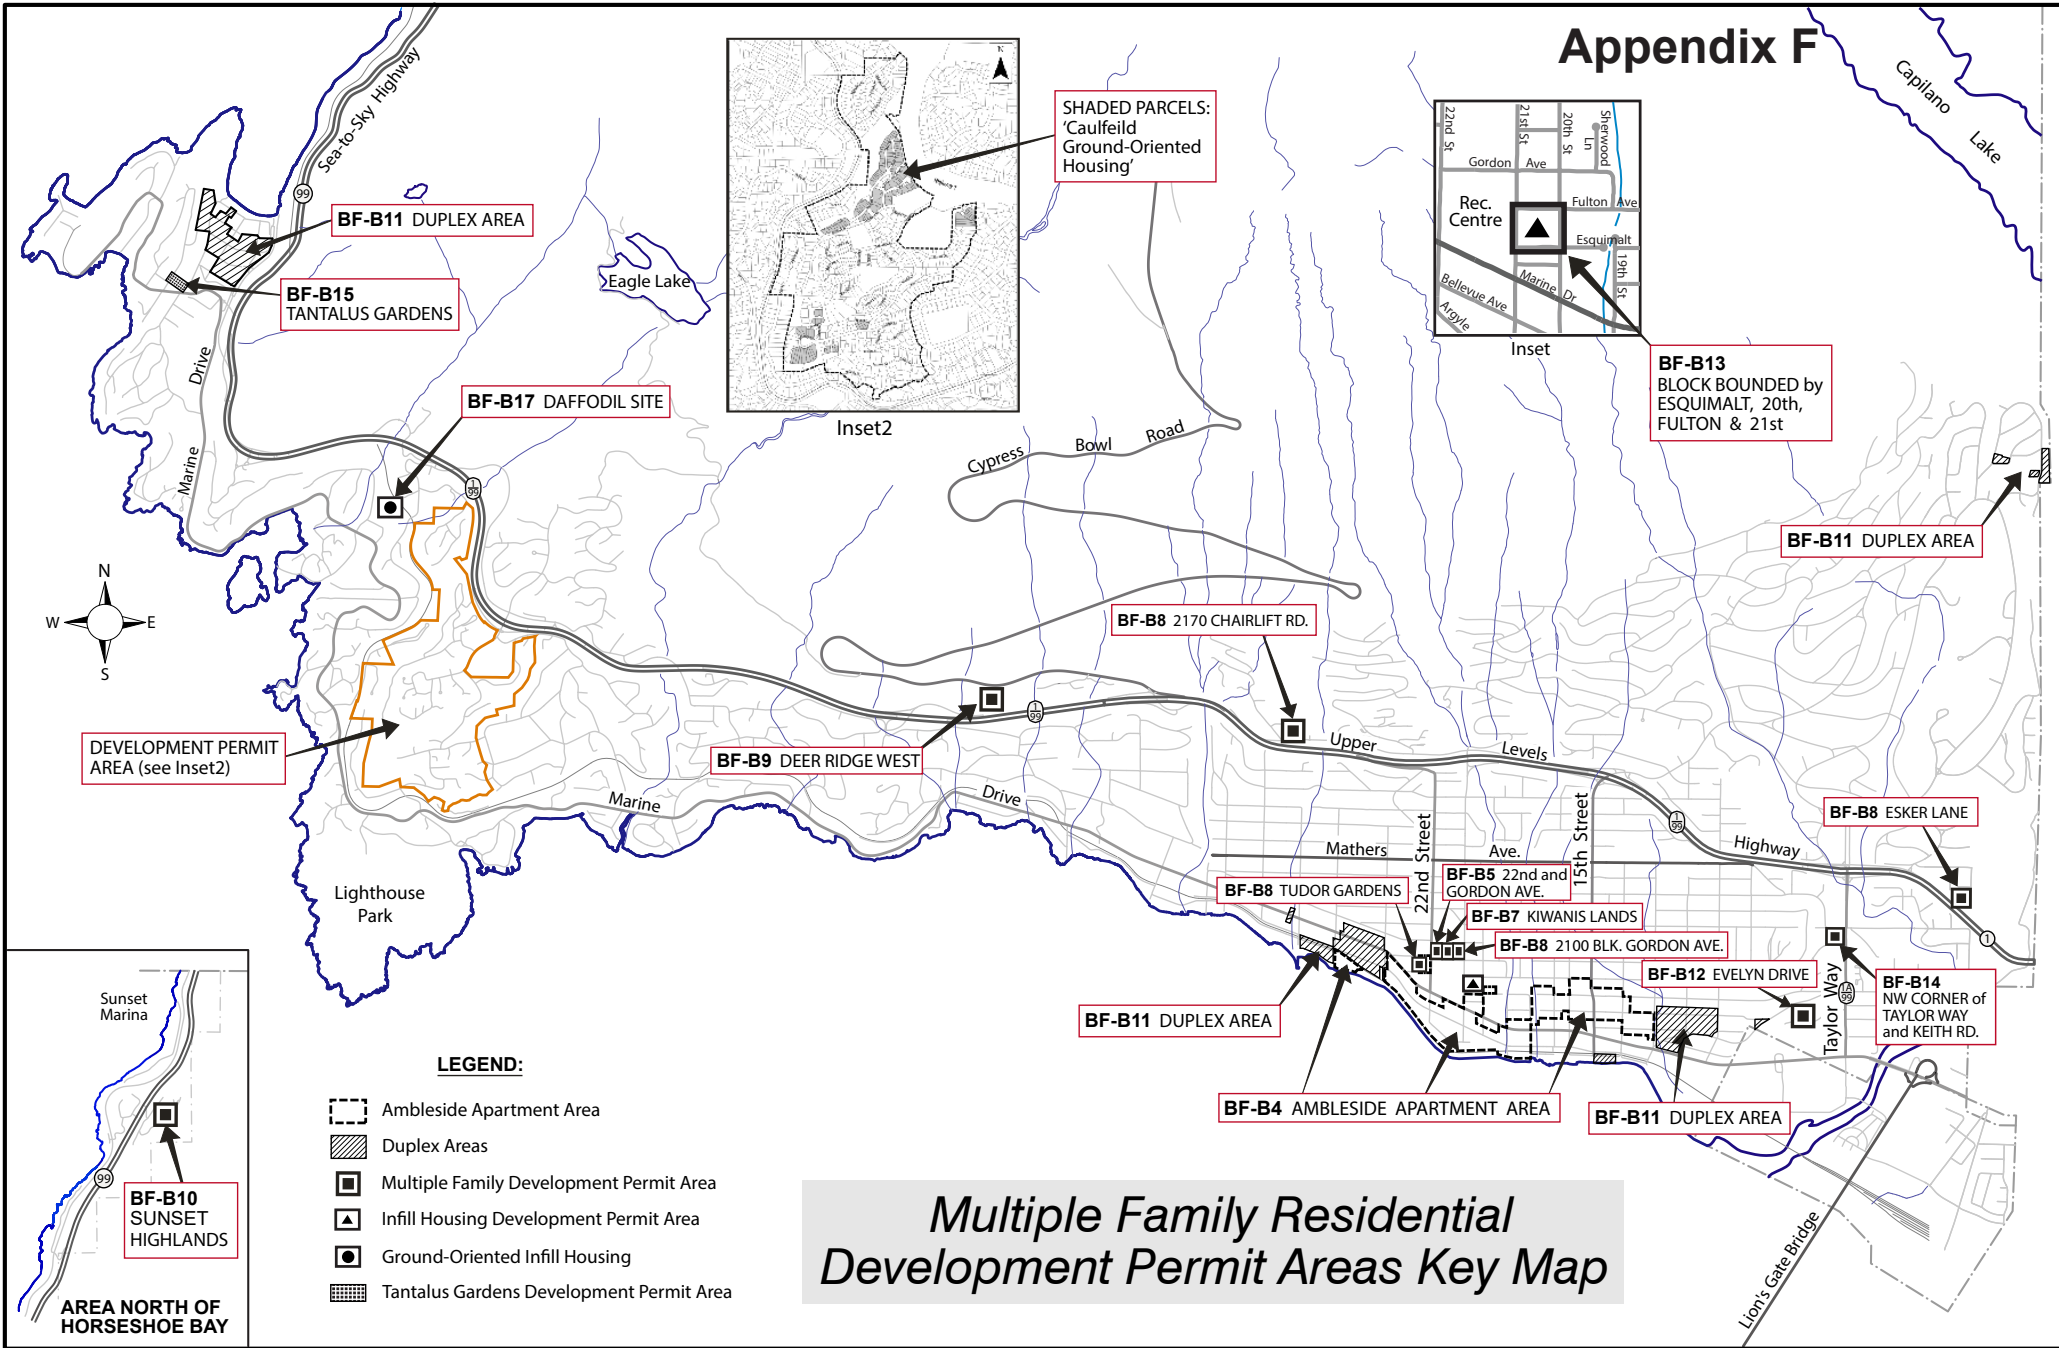 Appendix F
Capilano
Lake
Sea-to-Sky Highway
99
SHADED PARCELS:
'Caulfeild
Ground-Oriented
Housing'
N
Inset2
22nd St
21st St
20th St
Sherwood Ln
Gordon Ave
Rec.
Centre
Fulton Ave
Esquimalt
19th St
Marine Dr
Bellevue Ave
Argyle
Inset
BF-B13
BLOCK BOUNDED by
ESQUIMALT, 20th,
FULTON & 21st
BF-B11 DUPLEX AREA
BF-B15
TANTALUS GARDENS
Eagle Lake
Marine Drive
BF-B17 DAFFODIL SITE
1
99
Cypress Bowl Road
BF-B11 DUPLEX AREA
N
W E
S
BF-B8 2170 CHAIRLIFT RD.
DEVELOPMENT PERMIT
AREA (see Inset2)
BF-B9 DEER RIDGE WEST
1
99
Upper Levels Highway
1
99
Marine Drive
BF-B8 ESKER LANE
1
Mathers Ave.
22nd Street
15th Street
BF-B8 TUDOR GARDENS
BF-B5 22nd and
GORDON AVE.
BF-B7 KIWANIS LANDS
BF-B8 2100 BLK. GORDON AVE.
BF-B12 EVELYN DRIVE
Taylor Way
1A
99
BF-B14
NW CORNER of
TAYLOR WAY
and KEITH RD.
Lighthouse
Park
BF-B11 DUPLEX AREA
BF-B4 AMBLESIDE APARTMENT AREA
BF-B11 DUPLEX AREA
Lion's Gate Bridge
Sunset
Marina
99
BF-B10
SUNSET
HIGHLANDS
AREA NORTH OF
HORSESHOE BAY
LEGEND:
Ambleside Apartment Area
Duplex Areas
Multiple Family Development Permit Area
Infill Housing Development Permit Area
Ground-Oriented Infill Housing
Tantalus Gardens Development Permit Area
Multiple Family Residential
Development Permit Areas Key Map